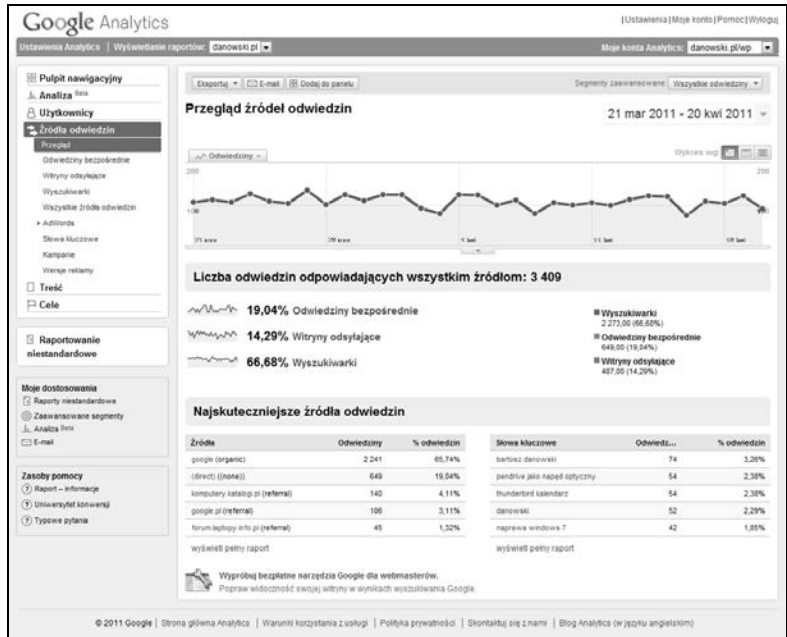 Google Analytics
Ustawienia | Moje konto | Pomoc | Wyloguj
Ustawienia Analytics | Wyświetlanie raportów: danowski.pl
Moje konta Analytics: danowski.pl/wp
Pulpit nawigacyjny
Analiza Beta
Użytkownicy
Źródła odwiedzin
Przegląd
Odwiedziny bezpośrednie
Witryny odsyłające
Wyszukiwarki
Wszystkie źródła odwiedzin
AdWords
Słowa kluczowe
Kampanie
Wersje reklamy
Treść
Cele
Raportowanie
niestandardowe
Moje dostosowania
Raporty niestandardowe
Zaawansowane segmenty
Analiza Beta
E-mail
Zasoby pomocy
Raport – informacje
Uniwersytet konwersji
Typowe pytania
Eksportuj E-mail Dodaj do panelu
Segmenty zaawansowane: Wszystkie odwiedziny
Przegląd źródeł odwiedzin
21 mar 2011 - 20 kwi 2011
Odwiedziny
Wykres wg:
200 200
100 100
Liczba odwiedzin odpowiadających wszystkim źródłom: 3 409
19,04% Odwiedziny bezpośrednie
14,29% Witryny odsyłające
66,68% Wyszukiwarki
Wyszukiwarki
2 273,00 (66,68%)
Odwiedziny bezpośrednie
649,00 (19,04%)
Witryny odsyłające
487,00 (14,29%)
Najskuteczniejsze źródła odwiedzin
Źródła Odwiedziny % odwiedzin
google (organic) 2 241 65,74%
(direct) ((none)) 649 19,04%
komputery.katalogi.pl (referral) 140 4,11%
google.pl (referral) 106 3,11%
forum.laptopy.info.pl (referral) 45 1,32%
wyświetl pełny raport
Słowa kluczowe Odwiedz... % odwiedzin
bartosz danowski 74 3,26%
pendrive jako napęd optyczny 54 2,38%
thunderbird kalendarz 54 2,38%
danowski 52 2,29%
naprawa windows 7 42 1,85%
wyświetl pełny raport
Wypróbuj bezpłatne narzędzia Google dla webmasterów.
Popraw widoczność swojej witryny w wynikach wyszukiwania Google.
© 2011 Google | Strona główna Analytics | Warunki korzystania z usługi | Polityka prywatności | Skontaktuj się z nami | Blog Analytics (w języku angielskim)